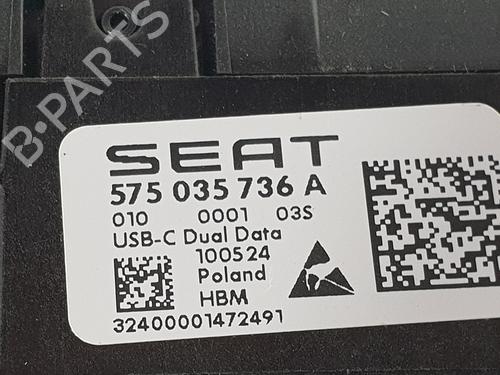 B-PARTS
SEAT
575 035 736 A
010 0001 03S
USB-C Dual Data
100524
Poland
HBM
32400001472491